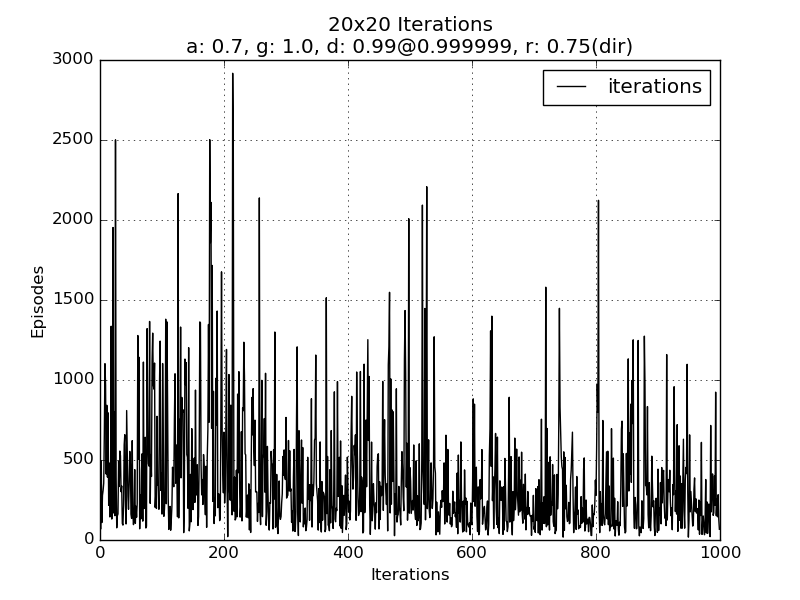 20x20 Iterations
a: 0.7, g: 1.0, d: 0.99@0.999999, r: 0.75(dir)
iterations
3000
2500
2000
1500
1000
500
0
Episodes
0 200 400 600 800 1000
Iterations